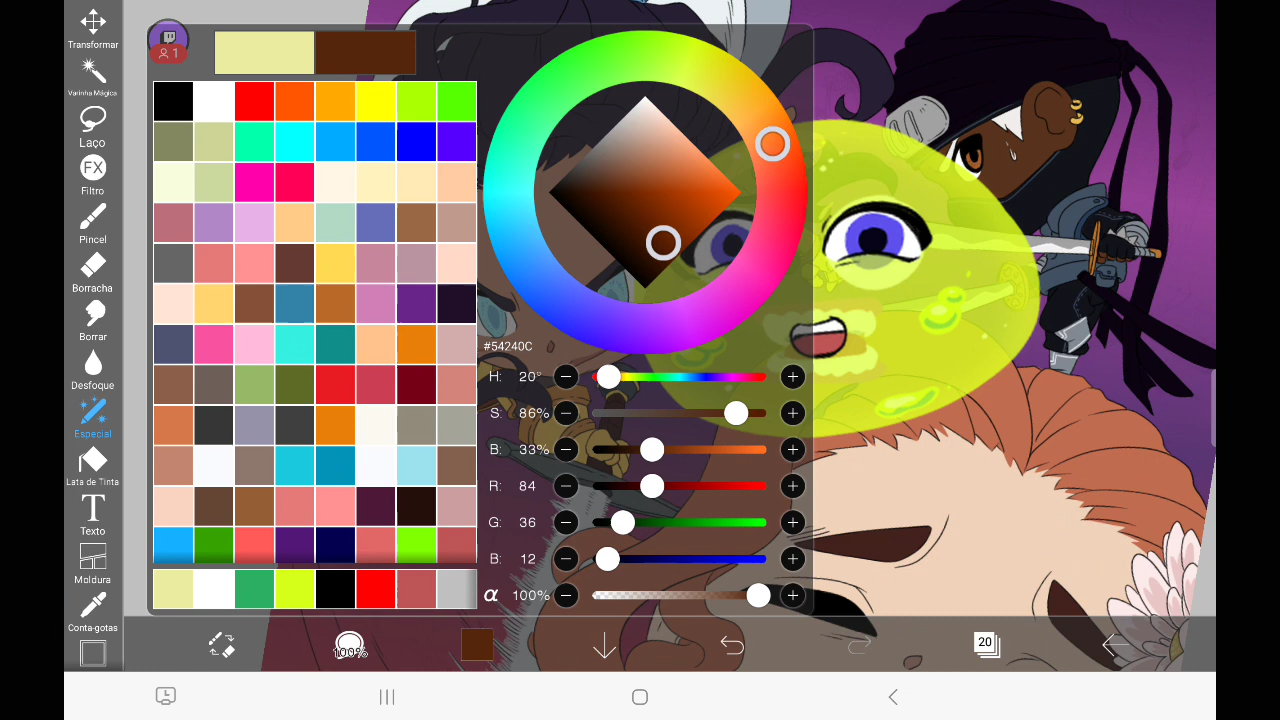 Transformar
Varinha Mágica
Laço
FX
Filtro
Pincel
Borracha
Borrar
Desfoque
Especial
Lata de Tinta
T
Texto
Moldura
Conta-gotas
1
#54240C
H: 20°
S: 86%
B: 33%
R: 84
G: 36
B: 12
α 100%
100%
20